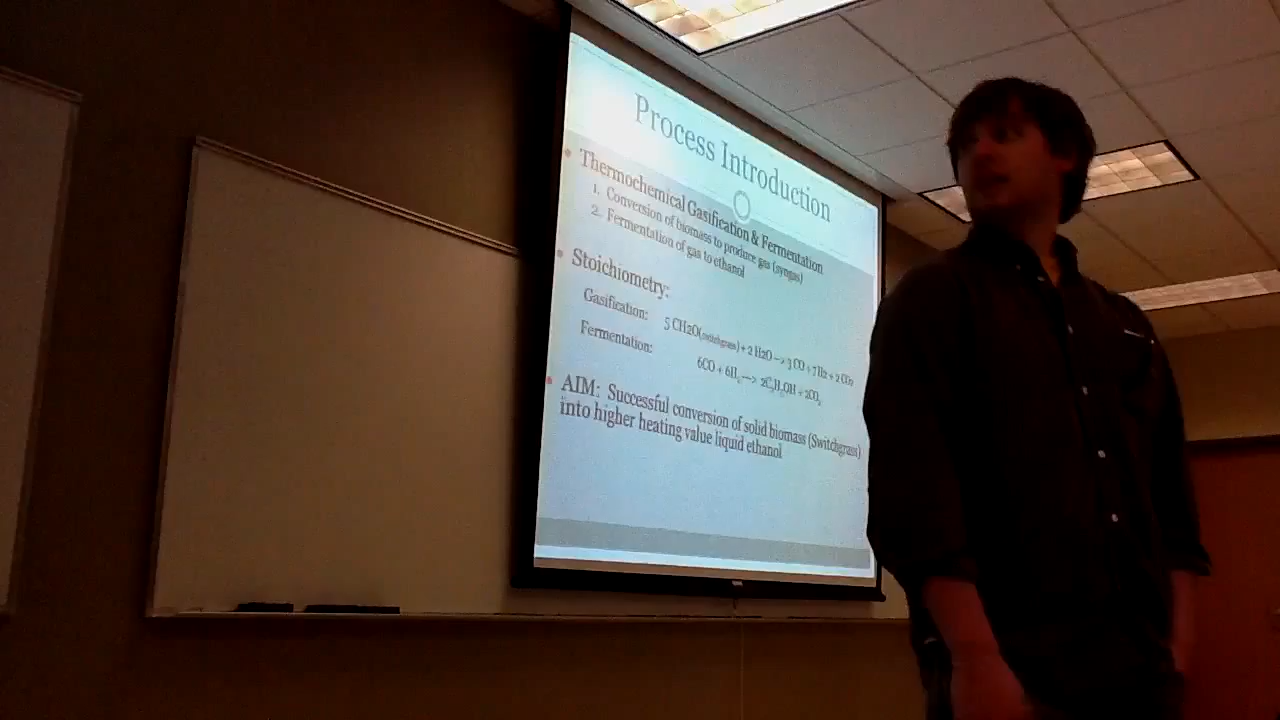 Process Introduction
• Thermochemical Gasification & Fermentation
1. Conversion of biomass to produce gas (syngas)
2. Fermentation of gas to ethanol
• Stoichiometry:
Gasification: 5 CH2O(switchgrass) + 2 H2O --> 3 CO + 7 H2 + 2 CO2
Fermentation: 6CO + 6H2 --> 2C2H5OH + 2CO2
• AIM: Successful conversion of solid biomass (Switchgrass)
into higher heating value liquid ethanol